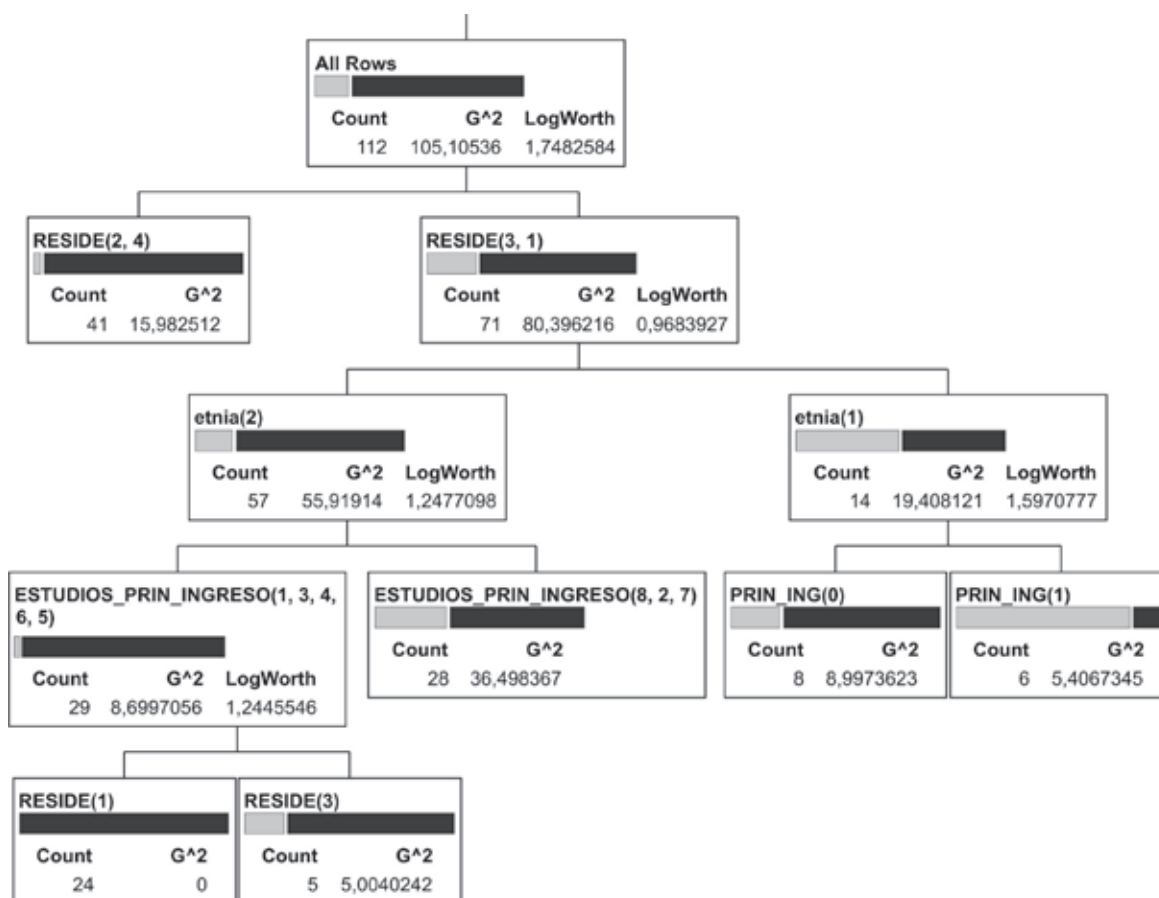 All Rows
Count G^2 LogWorth
112 105,10536 1,7482584
RESIDE(2, 4)
Count G^2
41 15,982512
RESIDE(3, 1)
Count G^2 LogWorth
71 80,396216 0,9683927
etnia(2)
Count G^2 LogWorth
57 55,91914 1,2477098
etnia(1)
Count G^2 LogWorth
14 19,408121 1,5970777
ESTUDIOS_PRIN_INGRESO(1, 3, 4,
6, 5)
Count G^2 LogWorth
29 8,6997056 1,2445546
ESTUDIOS_PRIN_INGRESO(8, 2, 7)
Count G^2
28 36,498367
PRIN_ING(0)
Count G^2
8 8,9973623
PRIN_ING(1)
Count G^2
6 5,4067345
RESIDE(1)
Count G^2
24 0
RESIDE(3)
Count G^2
5 5,0040242